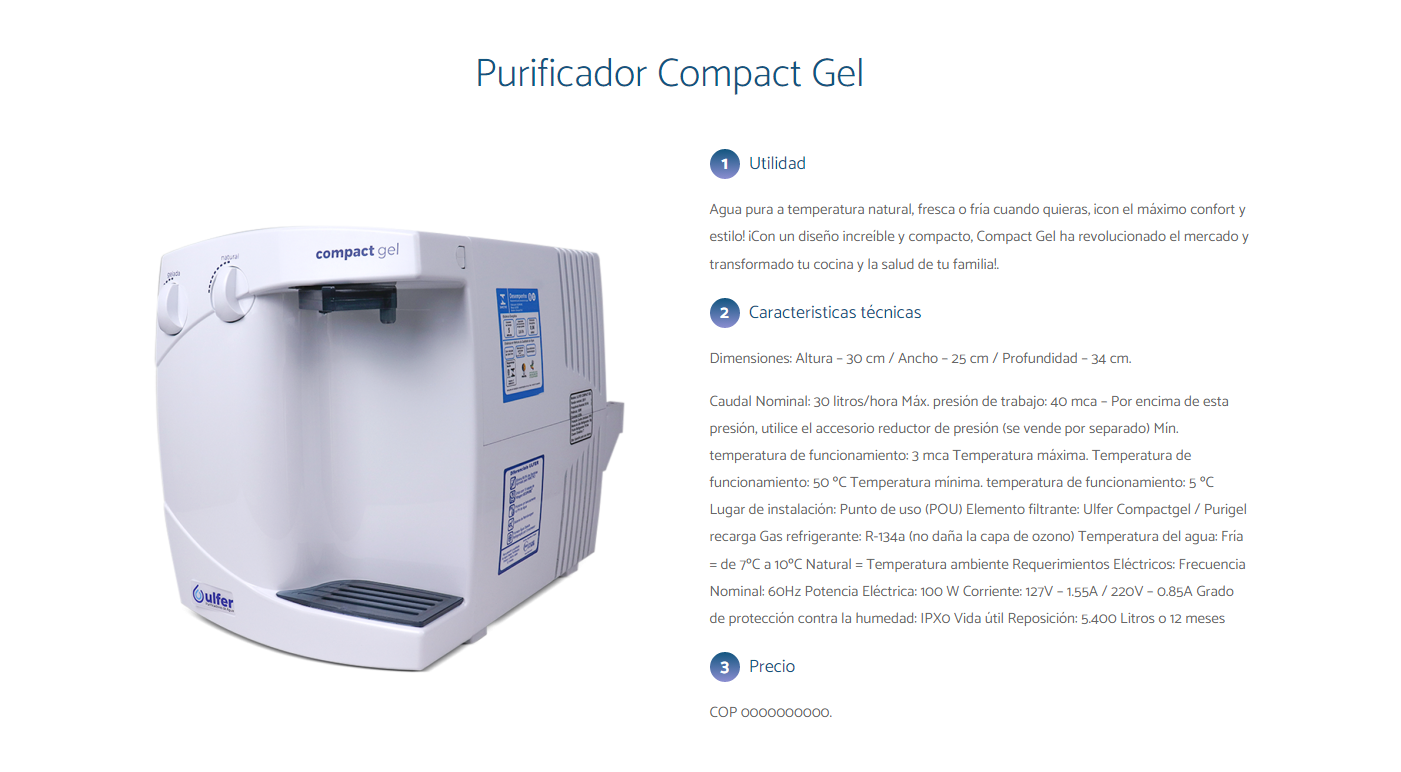 Purificador Compact Gel
1 Utilidad
Agua pura a temperatura natural, fresca o fría cuando quieras, ¡con el máximo confort y
estilo! ¡Con un diseño increíble y compacto, Compact Gel ha revolucionado el mercado y
transformado tu cocina y la salud de tu familia!.
2 Caracteristicas técnicas
Dimensiones: Altura – 30 cm / Ancho – 25 cm / Profundidad – 34 cm.
Caudal Nominal: 30 litros/hora Máx. presión de trabajo: 40 mca – Por encima de esta
presión, utilice el accesorio reductor de presión (se vende por separado) Mín.
temperatura de funcionamiento: 3 mca Temperatura máxima. Temperatura de
funcionamiento: 50 ºC Temperatura mínima. temperatura de funcionamiento: 5 ºC
Lugar de instalación: Punto de uso (POU) Elemento filtrante: Ulfer Compactgel / Purigel
recarga Gas refrigerante: R-134a (no daña la capa de ozono) Temperatura del agua: Fría
= de 7ºC a 10ºC Natural = Temperatura ambiente Requerimientos Eléctricos: Frecuencia
Nominal: 60Hz Potencia Eléctrica: 100 W Corriente: 127V – 1.55A / 220V – 0.85A Grado
de protección contra la humedad: IPX0 Vida útil Reposición: 5.400 Litros o 12 meses
3 Precio
COP 0000000000.
compact gel
gelada
natural
Desempenho
Diferenciais ULFER
ulfer